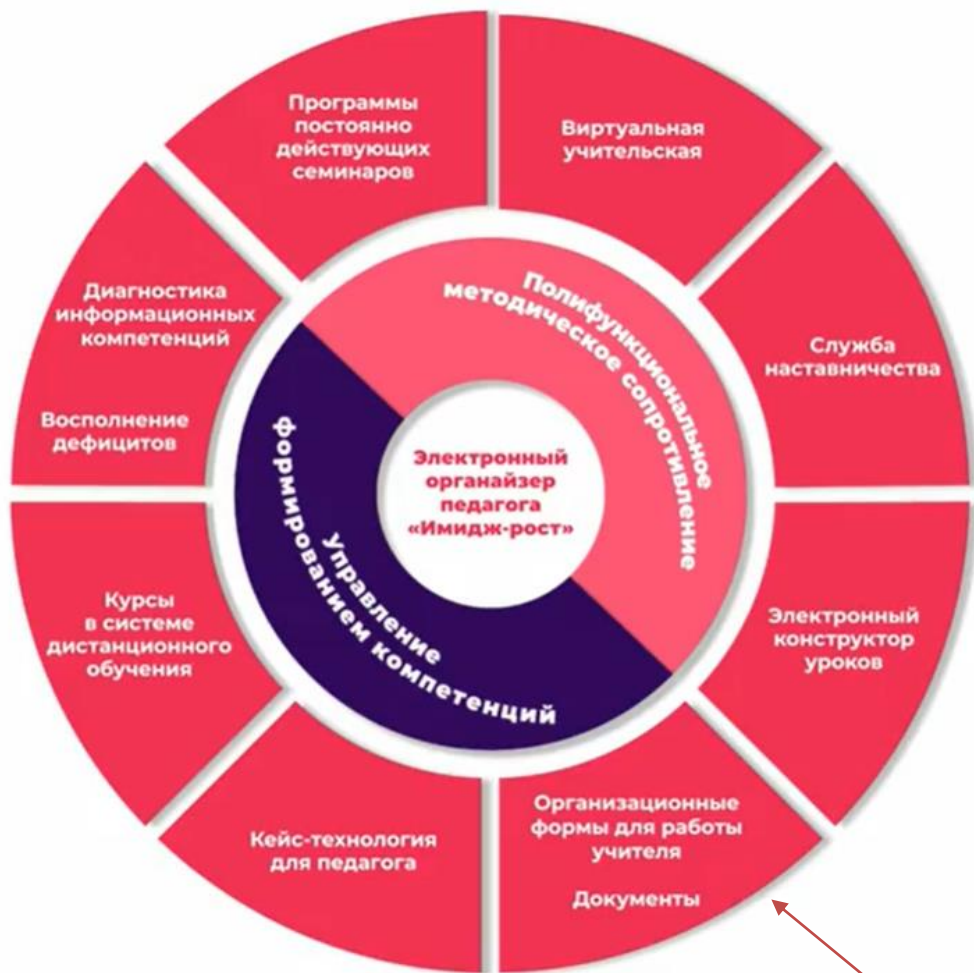 Программы
постоянно
действующих
семинаров
Виртуальная
учительская
Служба
наставничества
Электронный
конструктор
уроков
Организационные
формы для работы
учителя
Документы
Кейс-технология
для педагога
Курсы
в системе
дистанционного
обучения
Диагностика
информационных
компетенций
Восполнение
дефицитов
Полифункциональное
методическое сопротивление
Управление
формированием компетенций
Электронный
органайзер
педагога
«Имидж-рост»